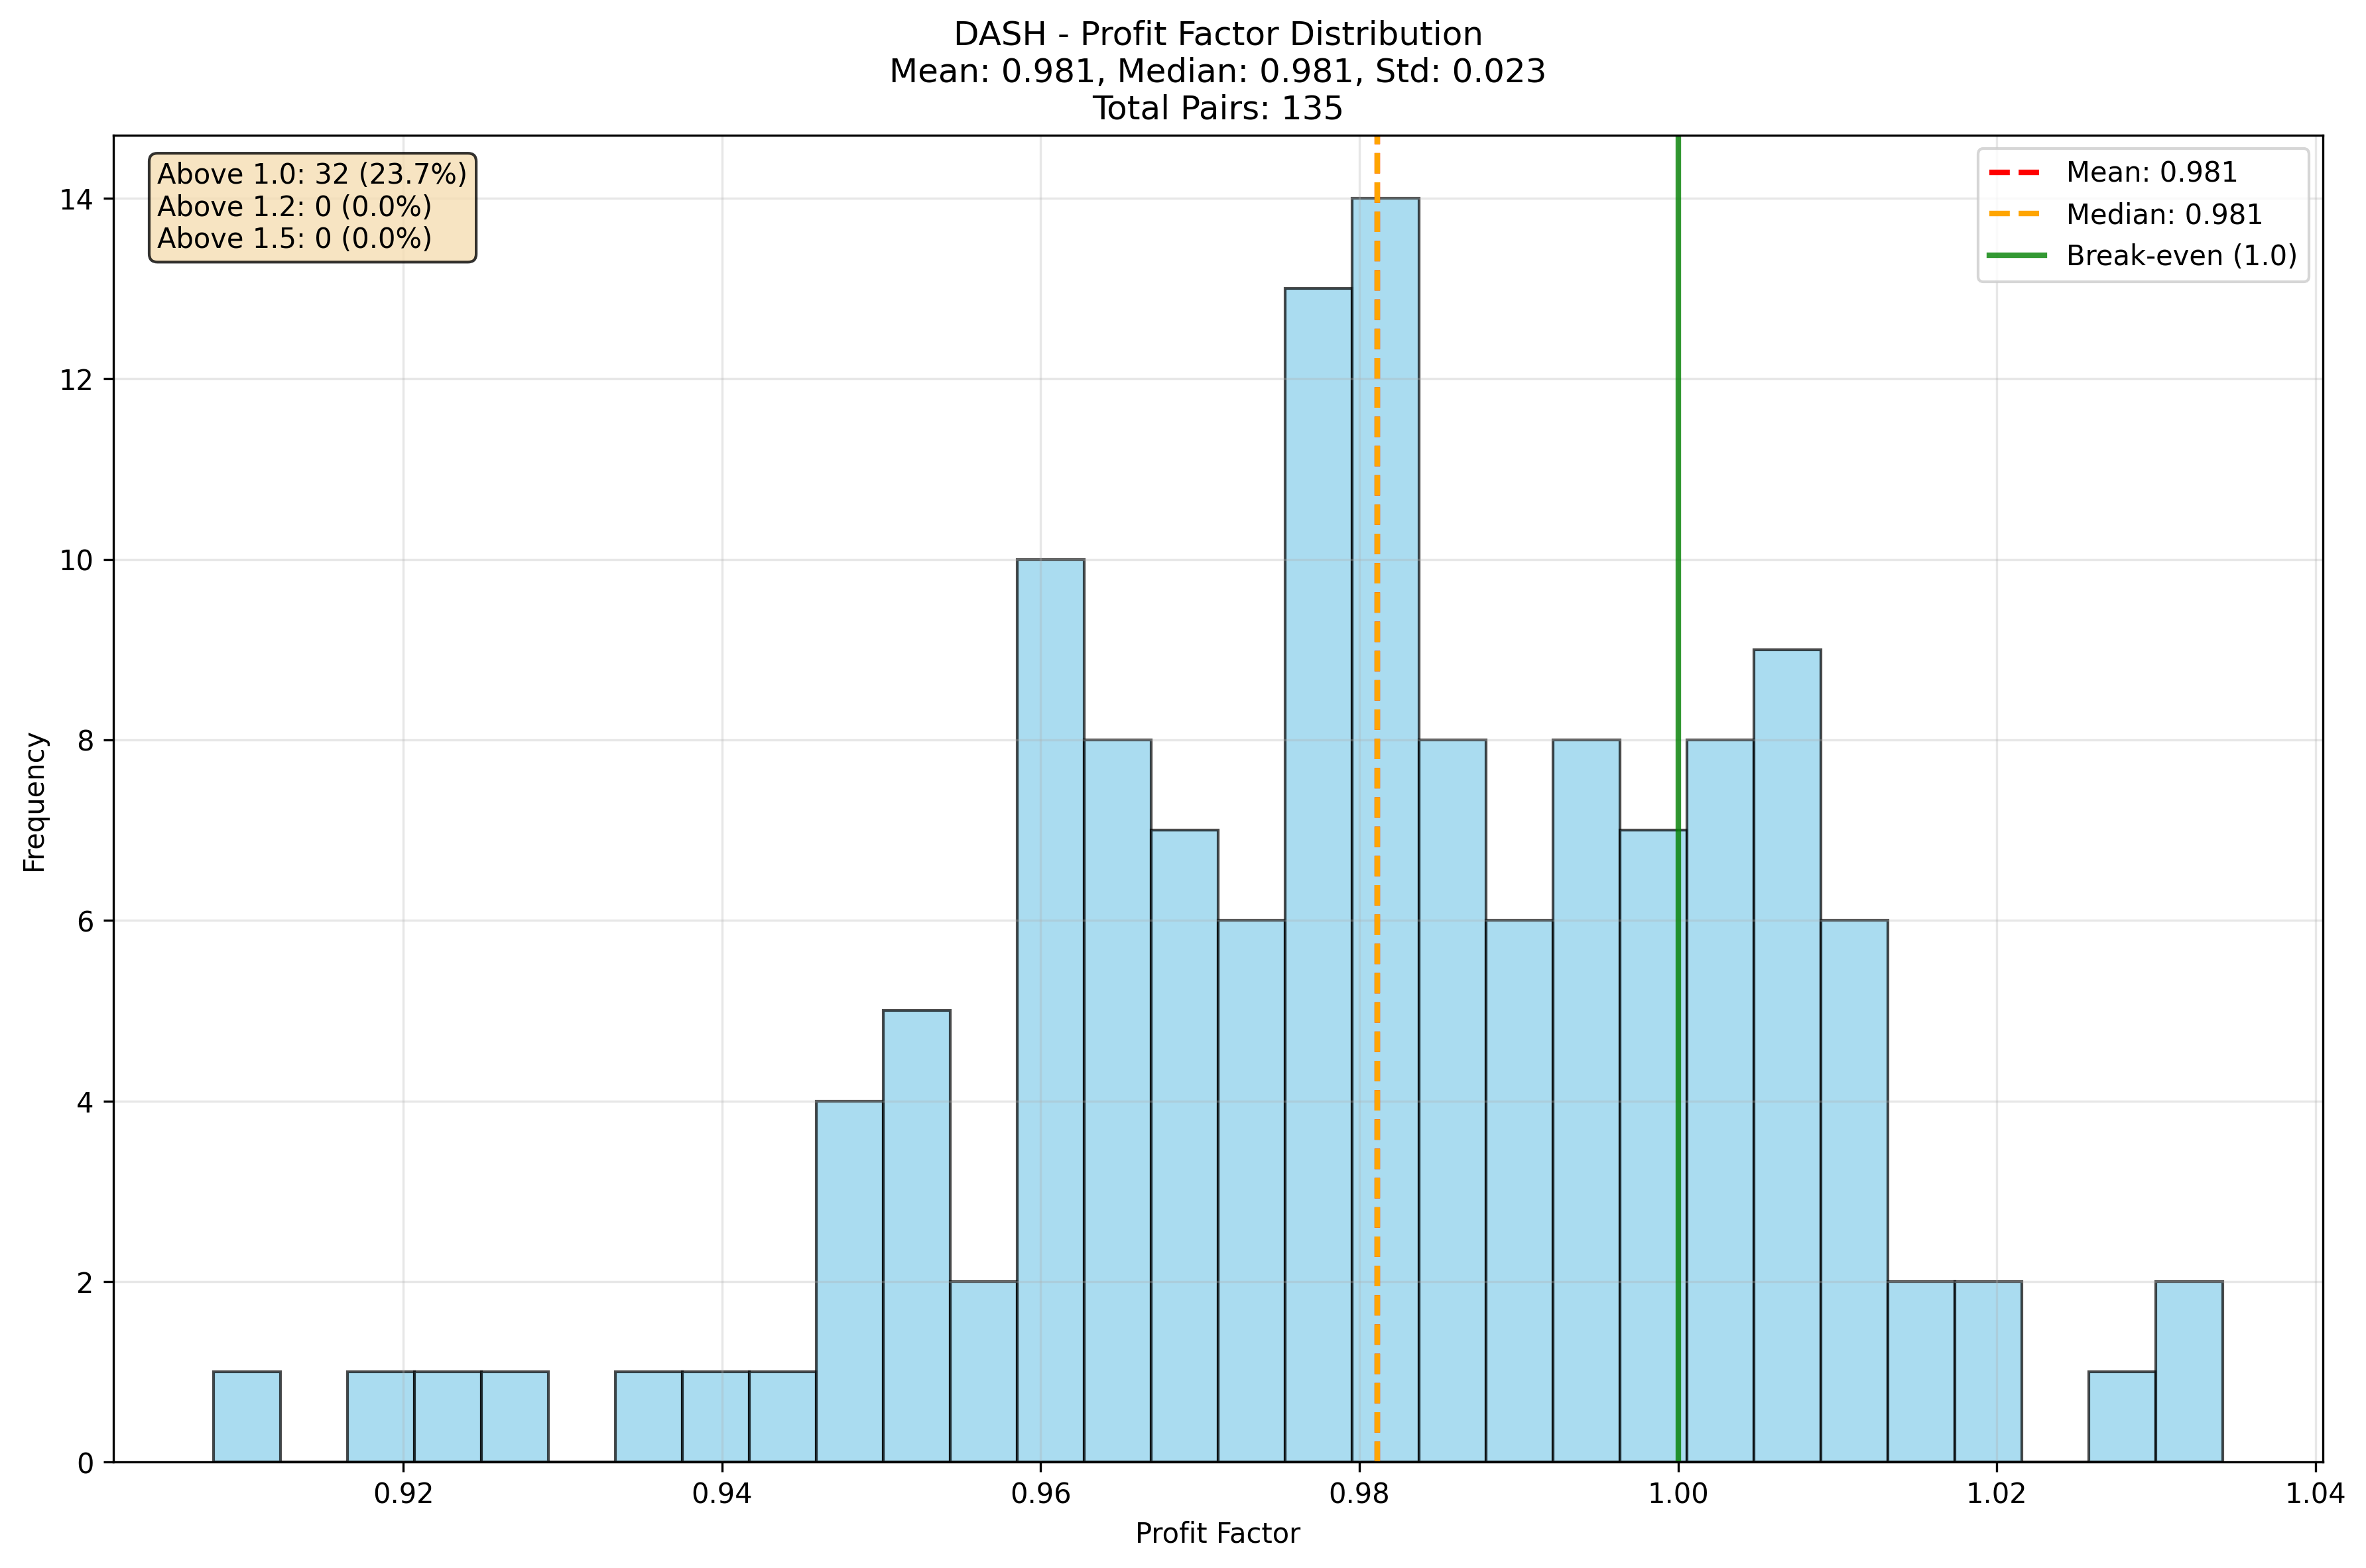 DASH - Profit Factor Distribution
Mean: 0.981, Median: 0.981, Std: 0.023
Total Pairs: 135
Above 1.0: 32 (23.7%)
Above 1.2: 0 (0.0%)
Above 1.5: 0 (0.0%)
Mean: 0.981
Median: 0.981
Break-even (1.0)
Frequency
14
12
10
8
6
4
2
0
0.92
0.94
0.96
0.98
1.00
1.02
1.04
Profit Factor